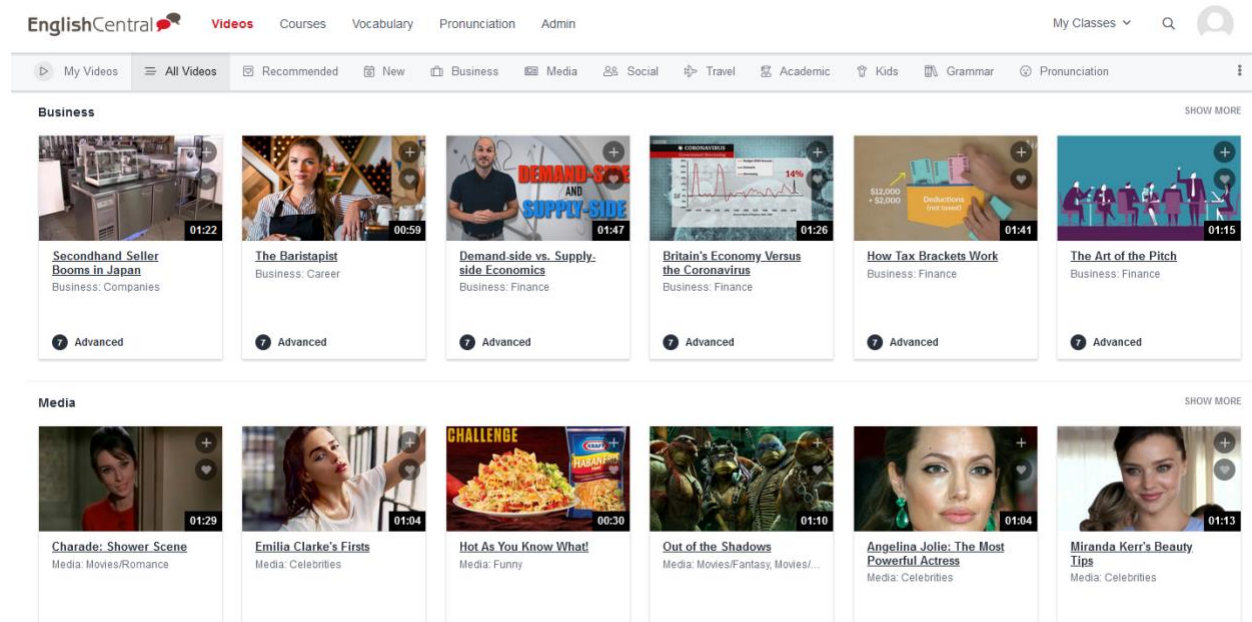 EnglishCentral
Videos Courses Vocabulary Pronunciation Admin
My Classes
My Videos All Videos Recommended New Business Media Social Travel Academic Kids Grammar Pronunciation
Business
SHOW MORE
01:22
00:59
DEMAND-SIDE
AND
SUPPLY-SIDE
01:47
CORONAVIRUS
14%
01:26
$12,000
+ $2,000
Deductions
(not taxed)
01:41
01:15
Secondhand Seller
Booms in Japan
Business: Companies
7 Advanced
The Baristapist
Business: Career
7 Advanced
Demand-side vs. Supply-
side Economics
Business: Finance
7 Advanced
Britain's Economy Versus
the Coronavirus
Business: Finance
7 Advanced
How Tax Brackets Work
Business: Finance
7 Advanced
The Art of the Pitch
Business: Finance
7 Advanced
Media
SHOW MORE
01:29
01:04
CHALLENGE
KRAFT
00:30
01:10
01:04
01:13
Charade: Shower Scene
Media: Movies/Romance
Emilia Clarke's Firsts
Media: Celebrities
Hot As You Know What!
Media: Funny
Out of the Shadows
Media: Movies/Fantasy, Movies/...
Angelina Jolie: The Most
Powerful Actress
Media: Celebrities
Miranda Kerr's Beauty
Tips
Media: Celebrities